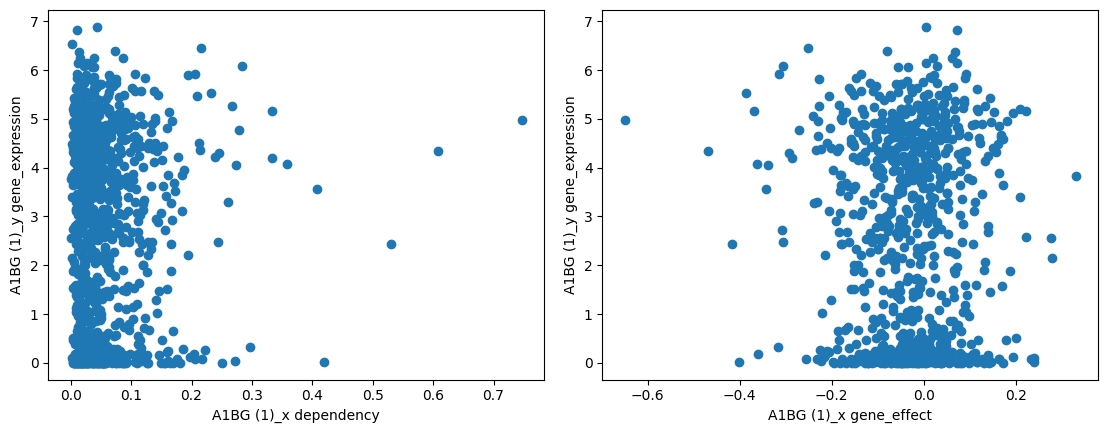 7
6
5
4
3
2
1
0
A1BG (1)_y gene_expression
0.0 0.1 0.2 0.3 0.4 0.5 0.6 0.7
A1BG (1)_x dependency
7
6
5
4
3
2
1
0
A1BG (1)_y gene_expression
−0.6 −0.4 −0.2 0.0 0.2
A1BG (1)_x gene_effect